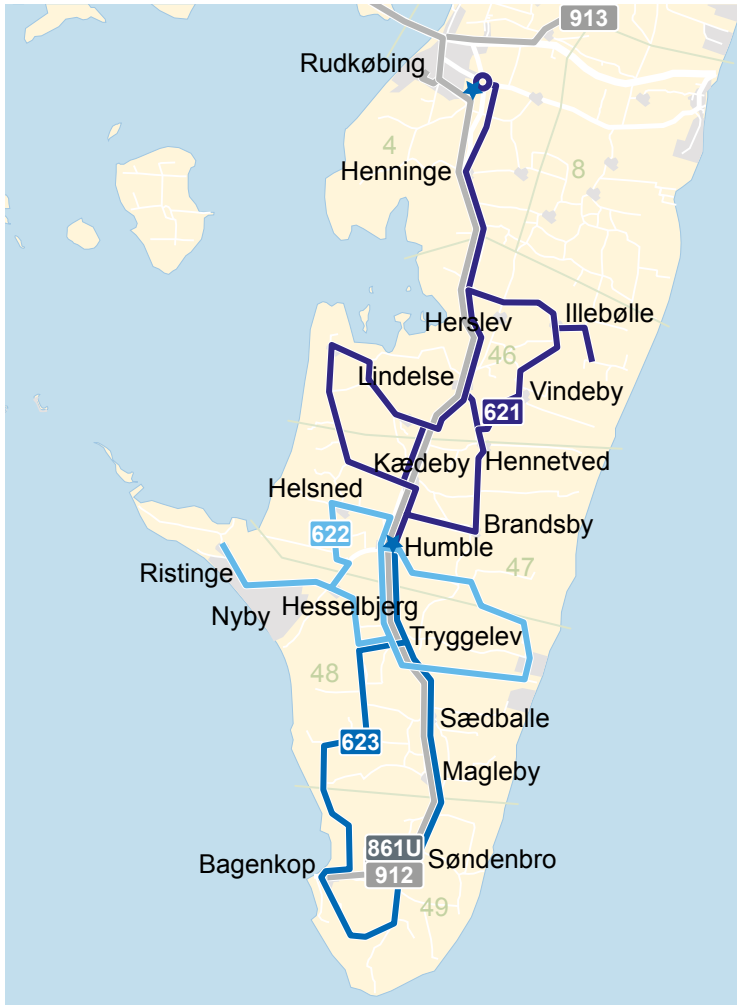 913
Rudkøbing
4
Henninge
8
Illebølle
Herslev
46
Lindelse
Vindeby
621
Kædeby
Hennetved
Helsned
Brandsby
622
Humble
Ristinge
47
Hesselbjerg
Nyby
Tryggelev
48
Sædballe
623
Magleby
861U
Søndenbro
Bagenkop
912
49